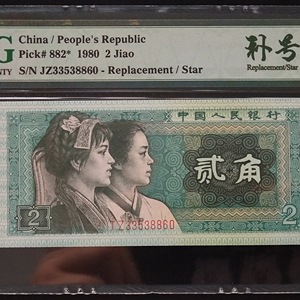 G
China / People's Republic
Pick# 882* 1980 2 Jiao
S/N JZ33538860 - Replacement / Star
NTY
补号
Replacement/Star
中国人民银行
贰角
2
JZ33538860
2